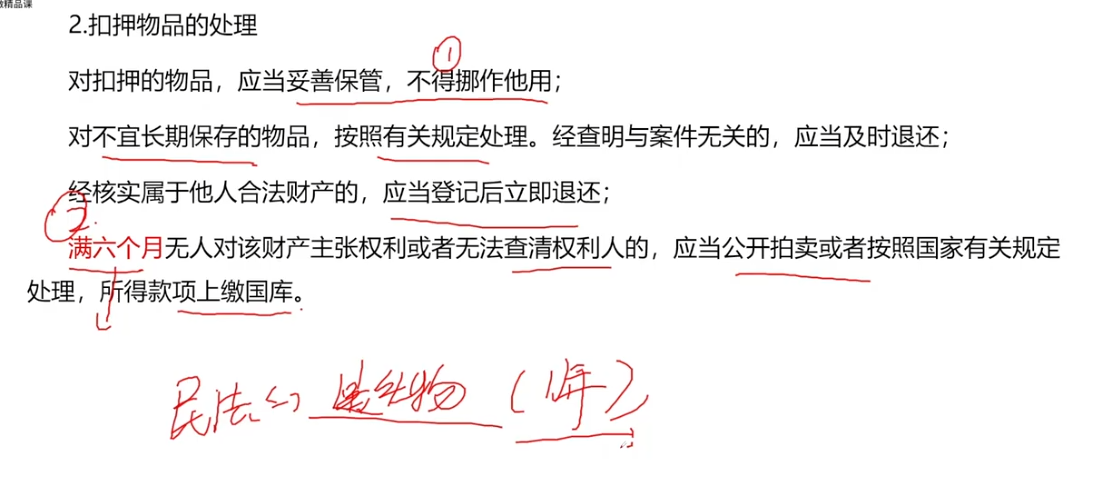 精品课
2.扣押物品的处理
①
对扣押的物品，应当妥善保管，不得挪作他用；
对不宜长期保存的物品，按照有关规定处理。经查明与案件无关的，应当及时退还；
经核实属于他人合法财产的，应当登记后立即退还；
②
满六个月无人对该财产主张权利或者无法查清权利人的，应当公开拍卖或者按照国家有关规定
处理，所得款项上缴国库。
民法 物（1年）